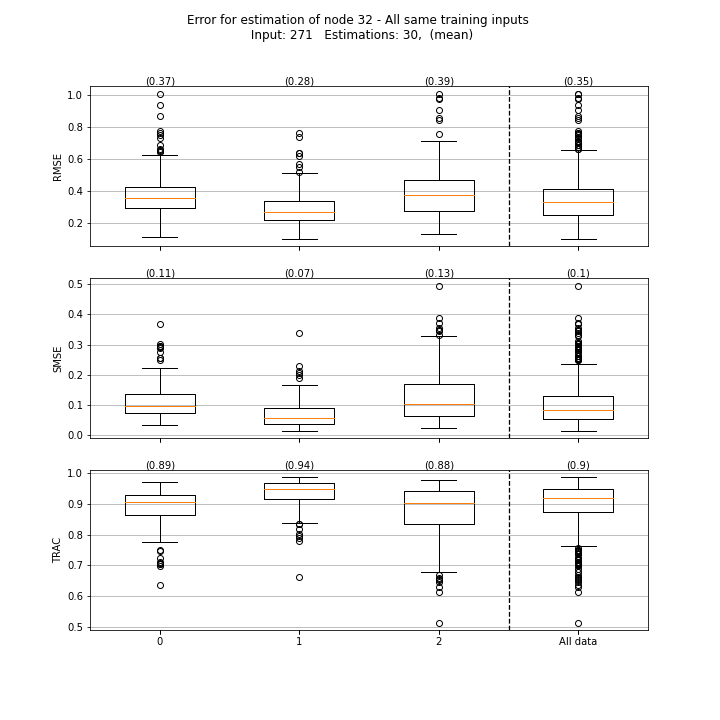 Error for estimation of node 32 - All same training inputs
Input: 271   Estimations: 30,  (mean)
(0.37) (0.28) (0.39) (0.35)
1.0
0.8
0.6
0.4
0.2
RMSE
(0.11) (0.07) (0.13) (0.1)
0.5
0.4
0.3
0.2
0.1
0.0
SMSE
(0.89) (0.94) (0.88) (0.9)
1.0
0.9
0.8
0.7
0.6
0.5
TRAC
0 1 2 All data